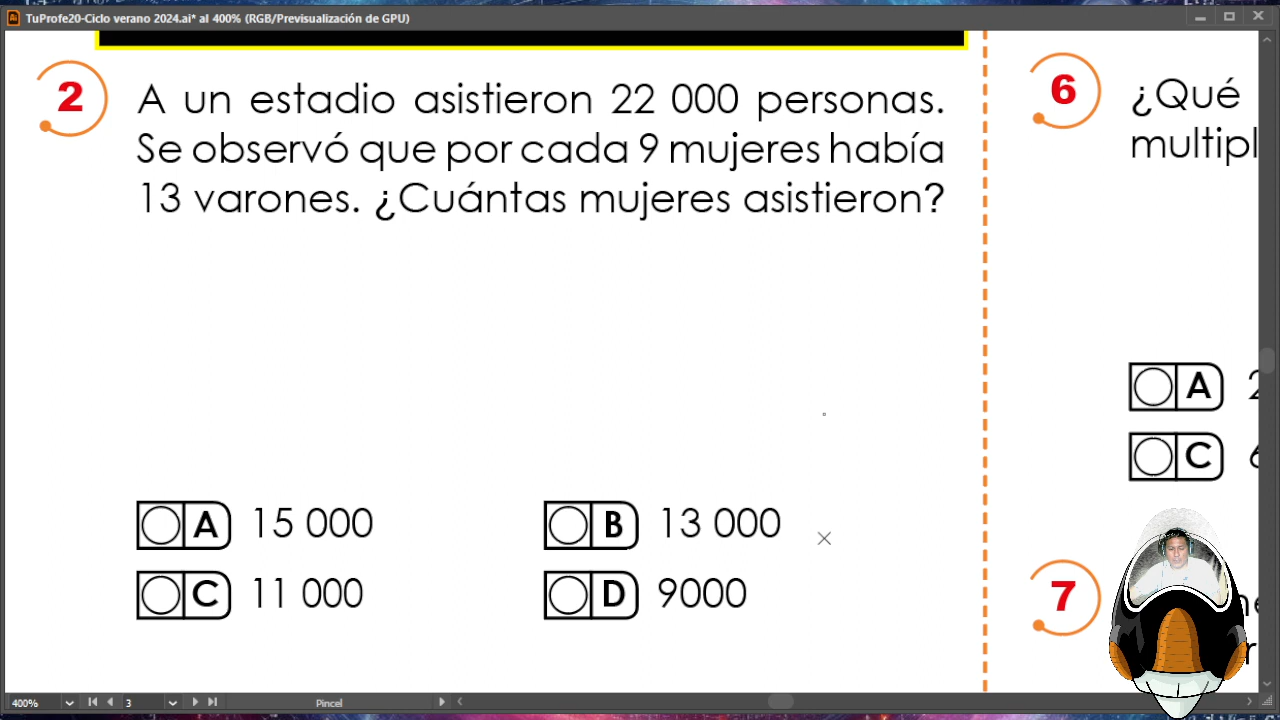 TuProfe20-Ciclo verano 2024.ai* al 400% (RGB/Previsualización de GPU)
2
A un estadio asistieron 22 000 personas.
Se observó que por cada 9 mujeres había
13 varones. ¿Cuántas mujeres asistieron?
A 15 000
B 13 000
C 11 000
D 9000
6
¿Qué
multipl
A 2
C 6
7
400%
3
Pincel